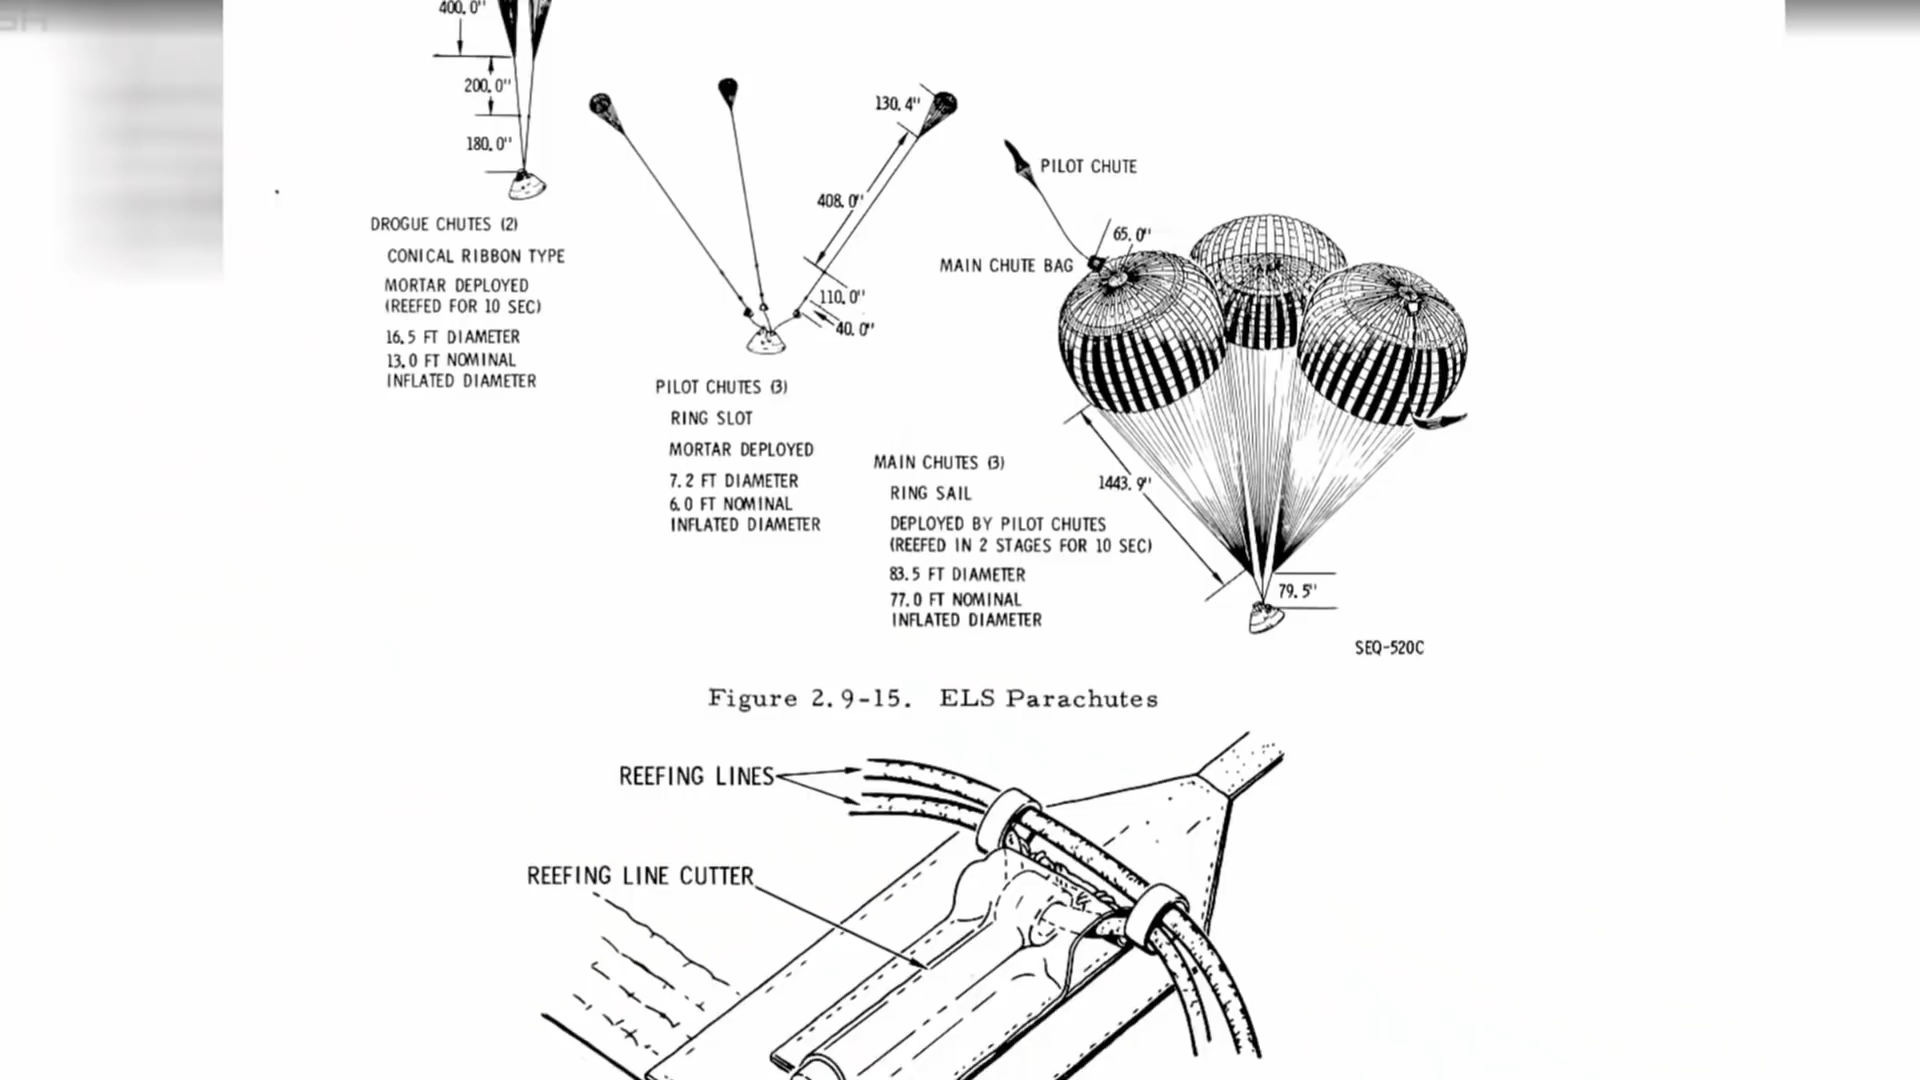 400.0"
200.0"
180.0"
DROGUE CHUTES (2)
CONICAL RIBBON TYPE
MORTAR DEPLOYED
(REEFED FOR 10 SEC)
16.5 FT DIAMETER
13.0 FT NOMINAL
INFLATED DIAMETER
130.4"
408.0"
110.0"
40.0"
PILOT CHUTES (3)
RING SLOT
MORTAR DEPLOYED
7.2 FT DIAMETER
6.0 FT NOMINAL
INFLATED DIAMETER
PILOT CHUTE
65.0"
MAIN CHUTE BAG
MAIN CHUTES (3)
RING SAIL
DEPLOYED BY PILOT CHUTES
(REEFED IN 2 STAGES FOR 10 SEC)
83.5 FT DIAMETER
77.0 FT NOMINAL
INFLATED DIAMETER
1443.9"
79.5"
SEQ-520C
Figure 2.9-15. ELS Parachutes
REEFING LINES
REEFING LINE CUTTER